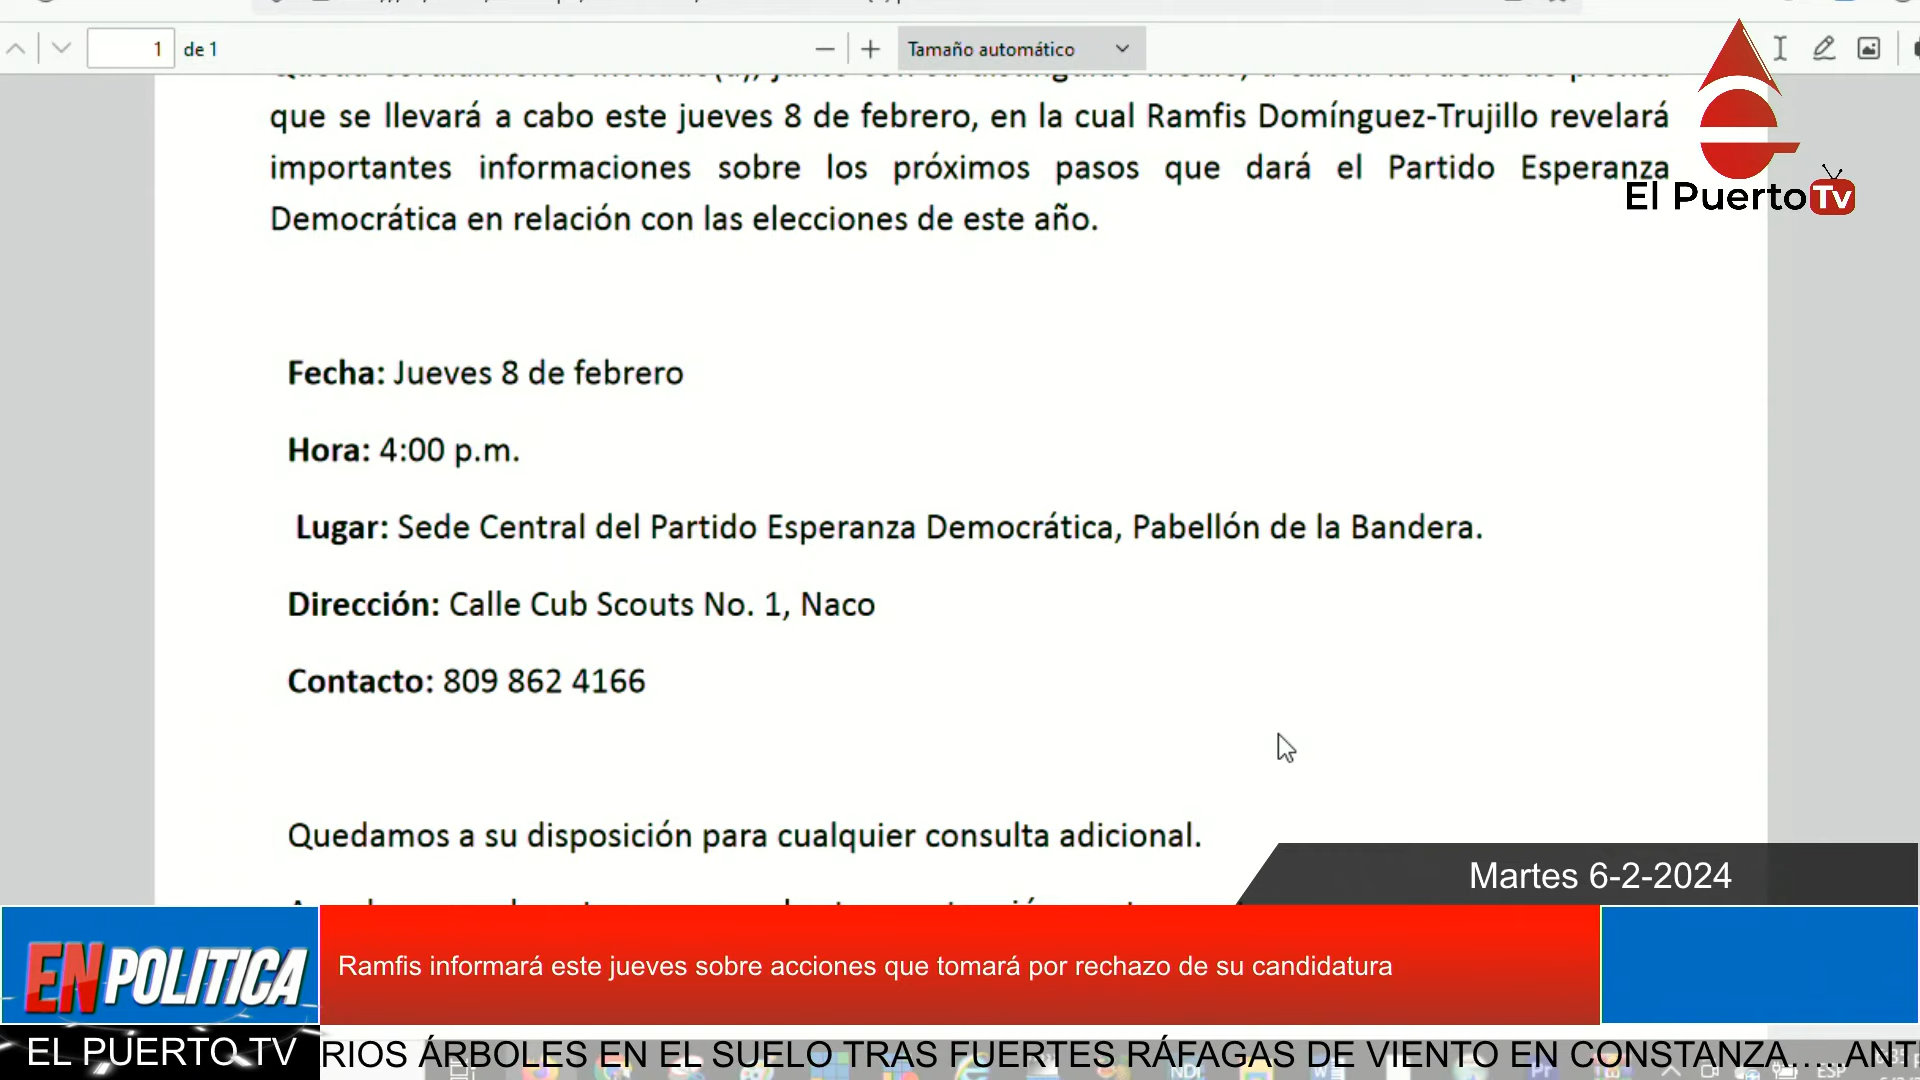 1 de 1
Tamaño automático
que se llevará a cabo este jueves 8 de febrero, en la cual Ramfis Domínguez-Trujillo revelará
importantes informaciones sobre los próximos pasos que dará el Partido Esperanza
Democrática en relación con las elecciones de este año.
El Puerto Tv
Fecha: Jueves 8 de febrero
Hora: 4:00 p.m.
Lugar: Sede Central del Partido Esperanza Democrática, Pabellón de la Bandera.
Dirección: Calle Cub Scouts No. 1, Naco
Contacto: 809 862 4166
Quedamos a su disposición para cualquier consulta adicional.
Martes 6-2-2024
EN POLITICA
Ramfis informará este jueves sobre acciones que tomará por rechazo de su candidatura
EL PUERTO TV
RIOS ÁRBOLES EN EL SUELO TRAS FUERTES RÁFAGAS DE VIENTO EN CONSTANZA.....ANT